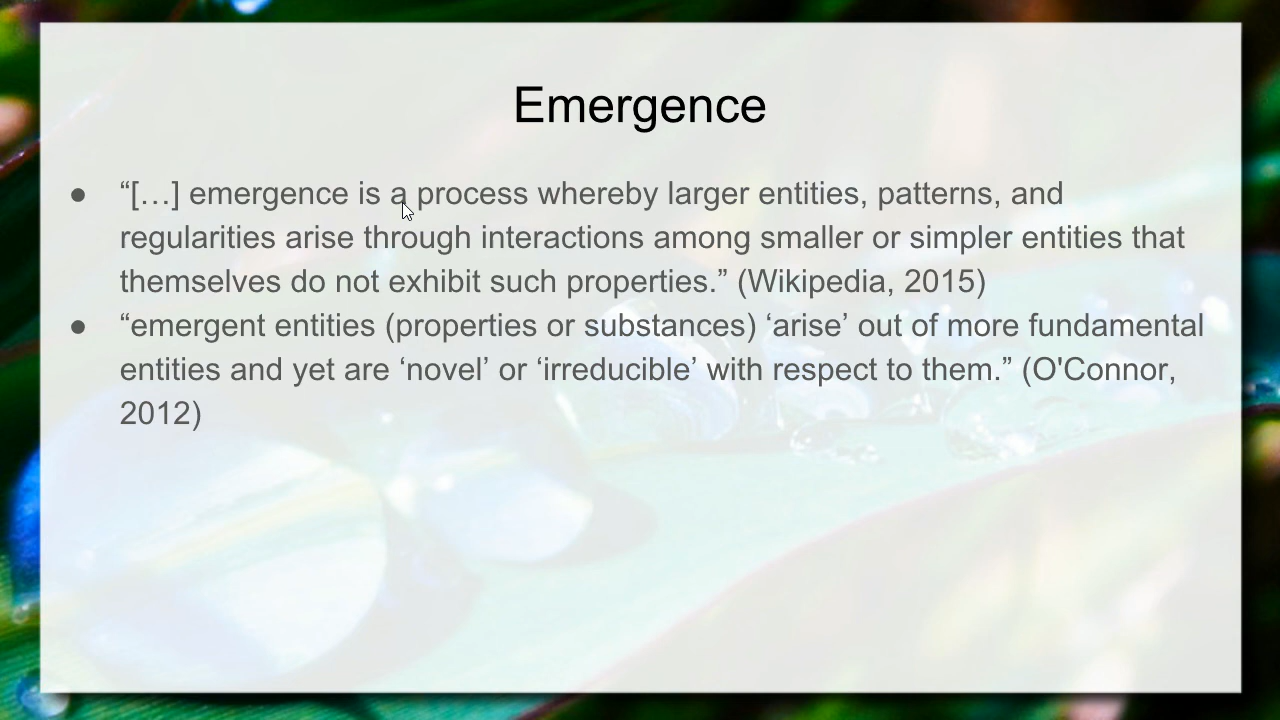 Emergence
● “[…] emergence is a process whereby larger entities, patterns, and
regularities arise through interactions among smaller or simpler entities that
themselves do not exhibit such properties.” (Wikipedia, 2015)
● “emergent entities (properties or substances) ‘arise’ out of more fundamental
entities and yet are ‘novel’ or ‘irreducible’ with respect to them.” (O'Connor,
2012)